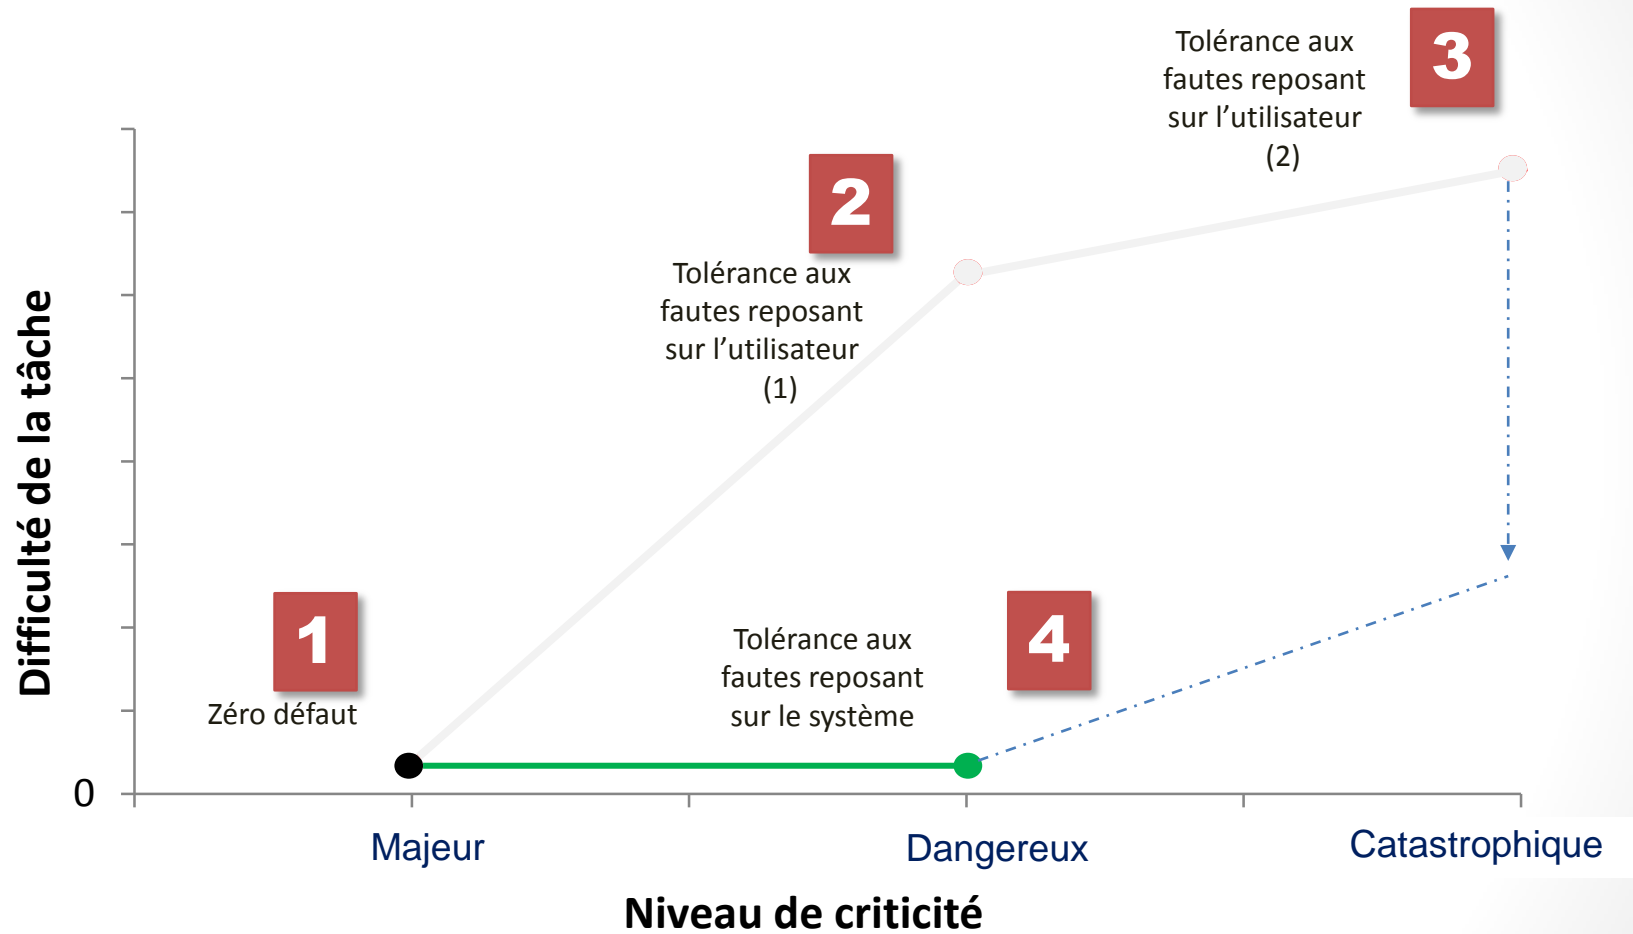 Tolérance aux
fautes reposant
sur l’utilisateur
(2)
3
2
Tolérance aux
fautes reposant
sur l’utilisateur
(1)
Difficulté de la tâche
1
Zéro défaut
Tolérance aux
fautes reposant
sur le système
4
0
Majeur
Dangereux
Catastrophique
Niveau de criticité